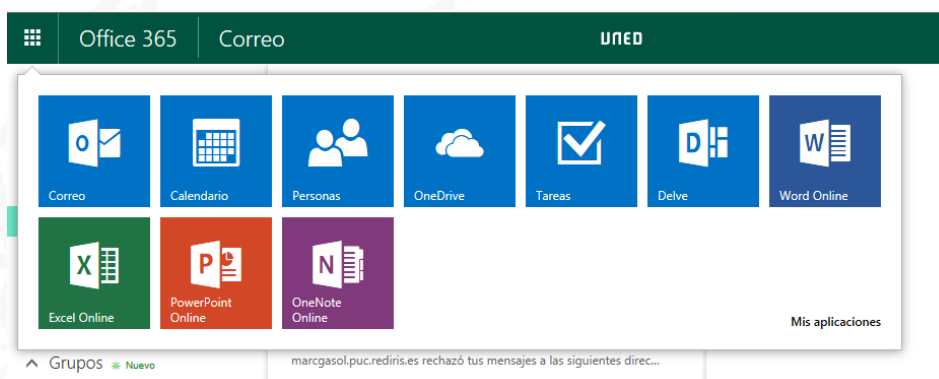 Office 365
Correo
UNED
Correo
Calendario
Personas
OneDrive
Tareas
Delve
Word Online
Excel Online
PowerPoint
Online
OneNote
Online
Mis aplicaciones
Grupos Nuevo
marcgasol.puc.rediris.es rechazó tus mensajes a las siguientes direc...